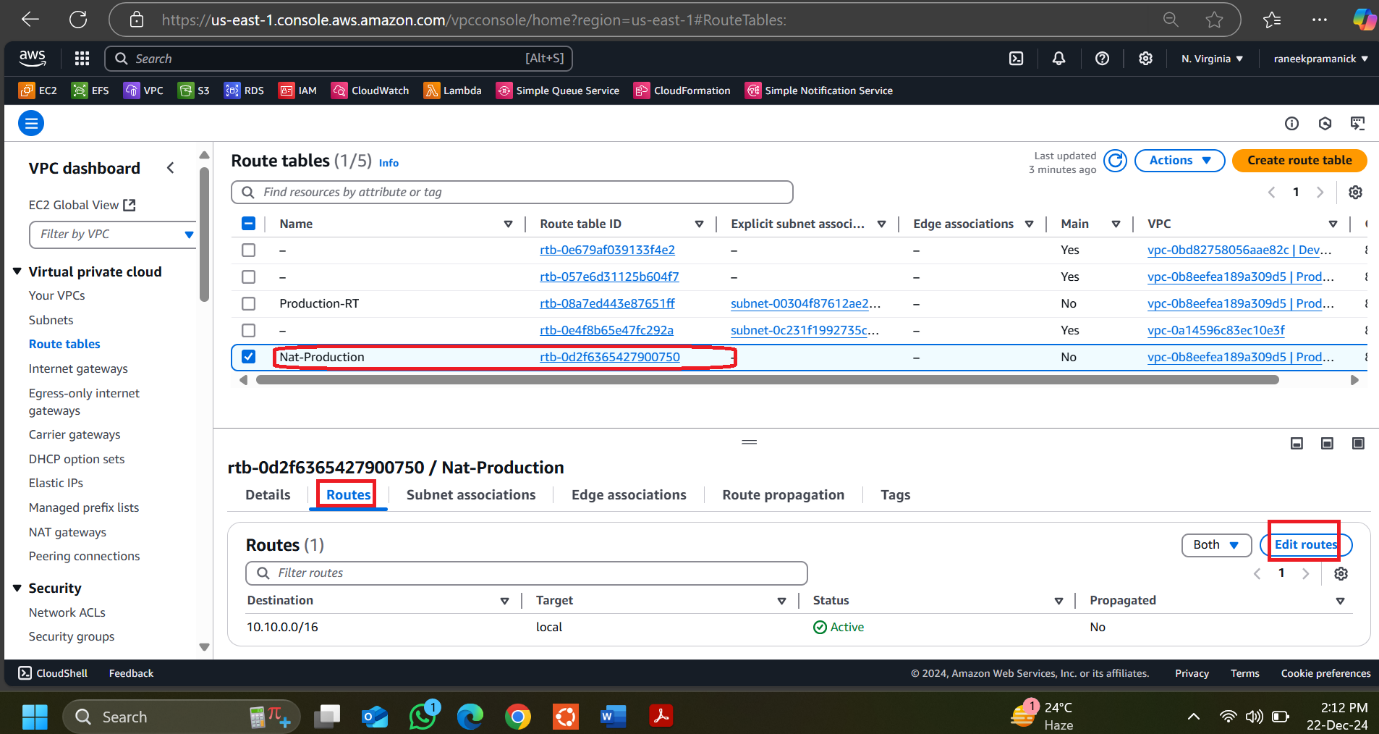 https://us-east-1.console.aws.amazon.com/vpcconsole/home?region=us-east-1#RouteTables:
aws Search [Alt+S] N. Virginia raneekpramanick
EC2 EFS VPC S3 RDS IAM CloudWatch Lambda Simple Queue Service CloudFormation Simple Notification Service
VPC dashboard
EC2 Global View
Filter by VPC
Virtual private cloud
Your VPCs
Subnets
Route tables
Internet gateways
Egress-only internet
gateways
Carrier gateways
DHCP option sets
Elastic IPs
Managed prefix lists
NAT gateways
Peering connections
Security
Network ACLs
Security groups
Route tables (1/5) Info
Last updated
3 minutes ago
Actions
Create route table
Find resources by attribute or tag
1
Name Route table ID Explicit subnet associ... Edge associations Main VPC
– rtb-0e679af039133f4e2 – – Yes vpc-0bd82758056aae82c | Dev...
– rtb-057e6d31125b604f7 – – Yes vpc-0b8eefea189a309d5 | Prod...
Production-RT rtb-08a7ed443e87651ff subnet-00304f87612ae2... – No vpc-0b8eefea189a309d5 | Prod...
– rtb-0e4f8b65e47fc292a subnet-0c231f1992735c... – Yes vpc-0a14596c83ec10e3f
Nat-Production rtb-0d2f6365427900750 – – No vpc-0b8eefea189a309d5 | Prod...
rtb-0d2f6365427900750 / Nat-Production
Details Routes Subnet associations Edge associations Route propagation Tags
Routes (1)
Both
Edit routes
Filter routes
1
Destination Target Status Propagated
10.10.0.0/16 local Active No
CloudShell Feedback © 2024, Amazon Web Services, Inc. or its affiliates. Privacy Terms Cookie preferences
Search
1
1
24°C
Haze
2:12 PM
22-Dec-24